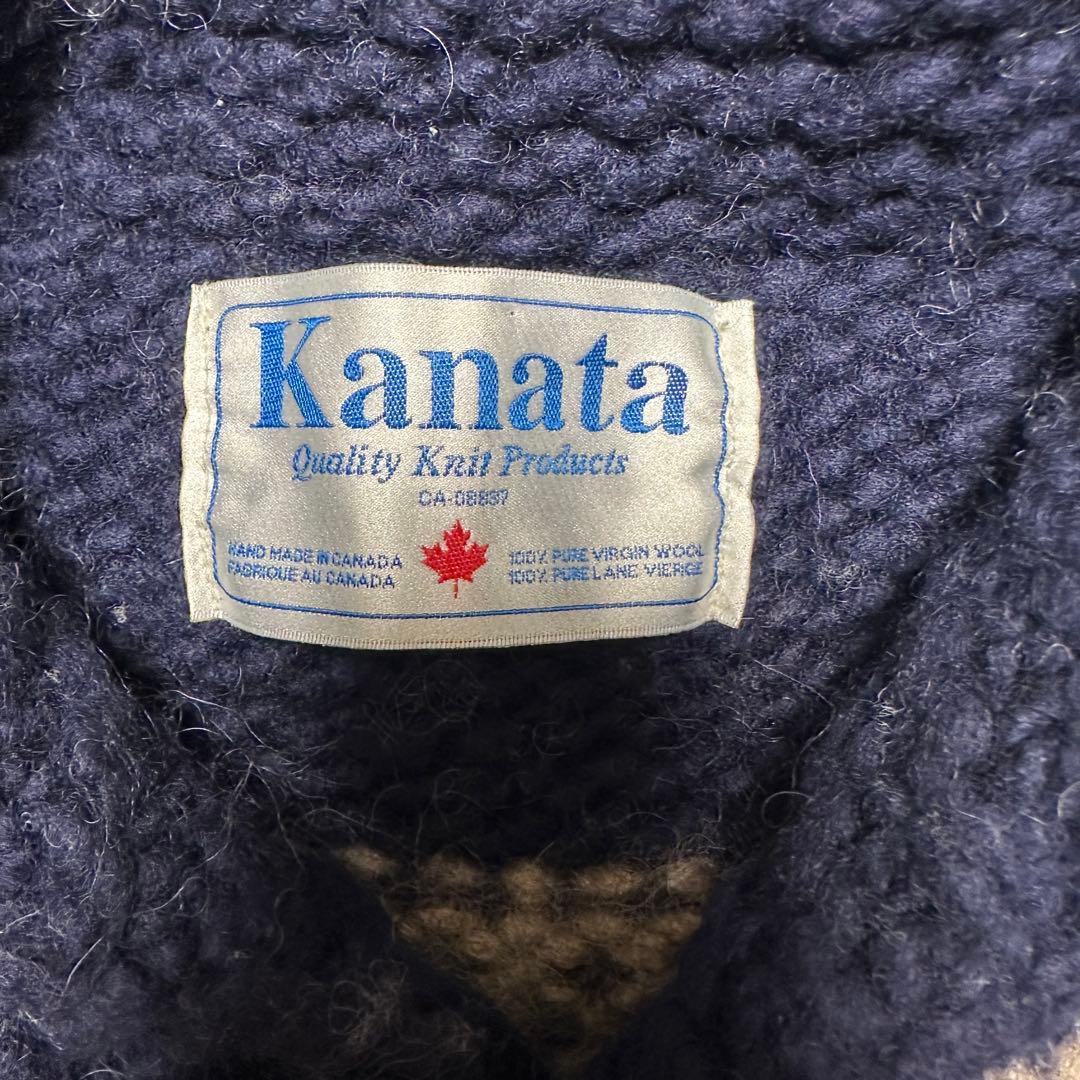 Kanata
Quality Knit Products
CA-08837
HAND MADE IN CANADA
FABRIQUE AU CANADA
100% PURE VIRGIN WOOL
100% PURE LANE VIERGE